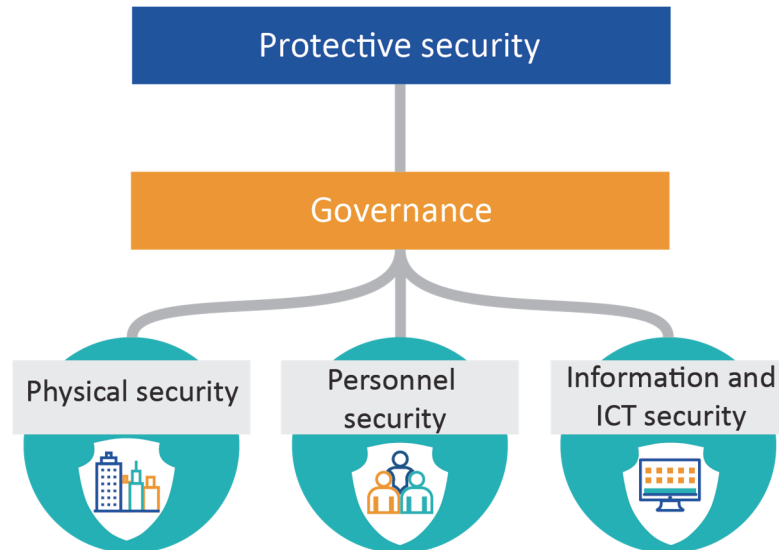 Protective security
Governance
Physical security
Personnel
security
Information and
ICT security